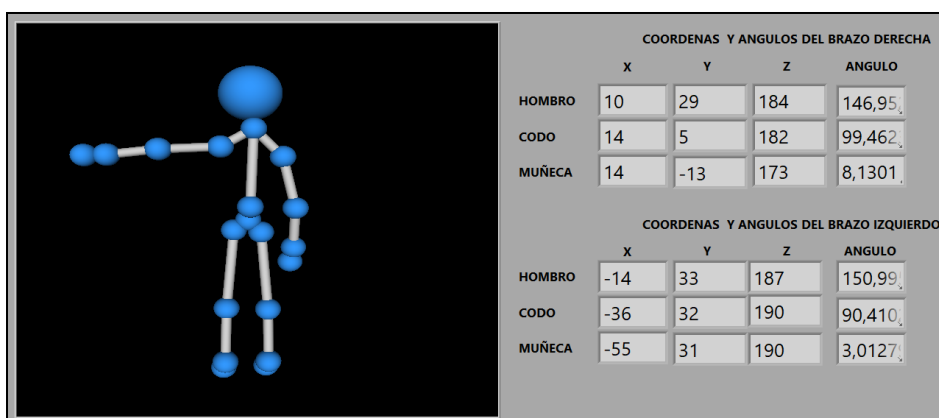 COORDENAS Y ANGULOS DEL BRAZO DERECHA
X Y Z ANGULO
HOMBRO 10 29 184 146,95
CODO 14 5 182 99,462
MUÑECA 14 -13 173 8,1301
COORDENAS Y ANGULOS DEL BRAZO IZQUIERDO
X Y Z ANGULO
HOMBRO -14 33 187 150,99
CODO -36 32 190 90,410
MUÑECA -55 31 190 3,0127